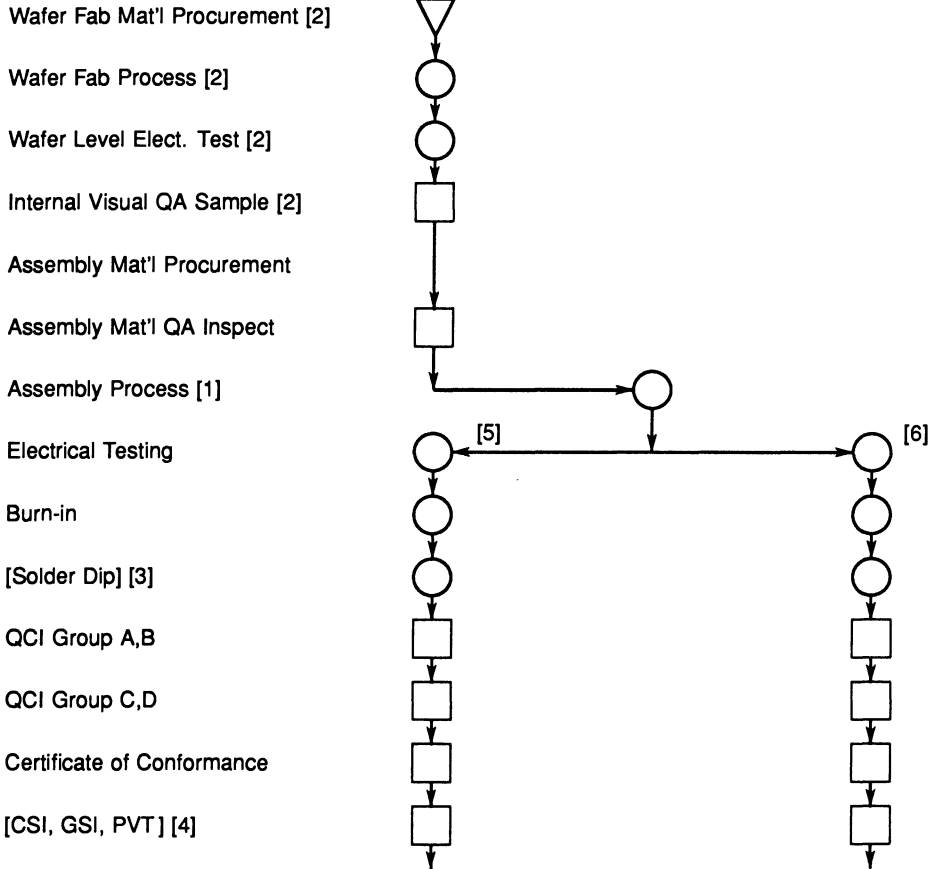 Wafer Fab Mat'l Procurement [2]
Wafer Fab Process [2]
Wafer Level Elect. Test [2]
Internal Visual QA Sample [2]
Assembly Mat'l Procurement
Assembly Mat'l QA Inspect
Assembly Process [1]
Electrical Testing [5] [6]
Burn-in
[Solder Dip] [3]
QCI Group A,B
QCI Group C,D
Certificate of Conformance
[CSI, GSI, PVT] [4]